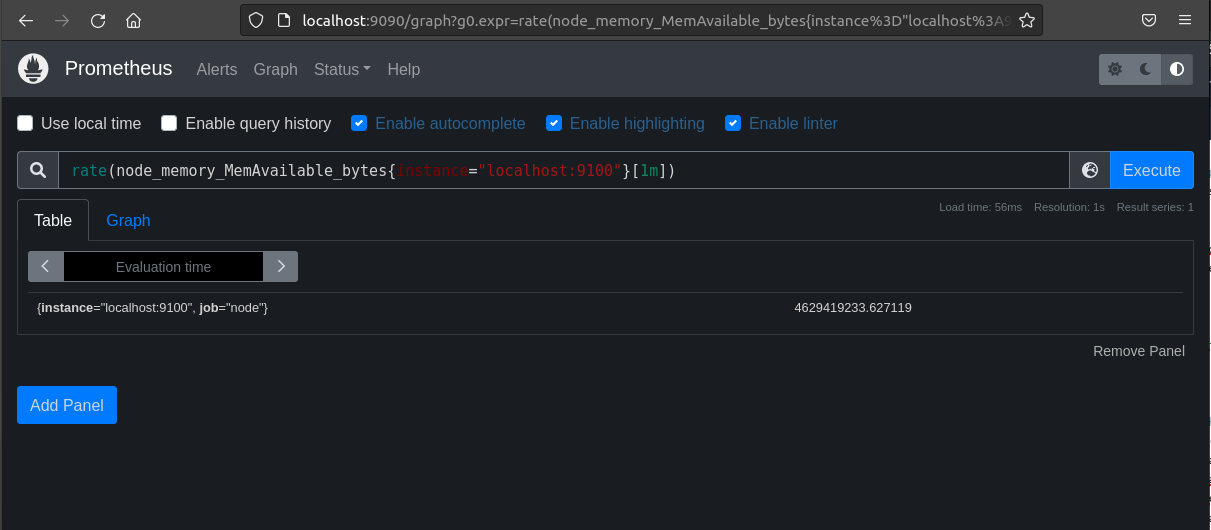 localhost:9090/graph?g0.expr=rate(node_memory_MemAvailable_bytes{instance%3D"localhost%3A9
Prometheus Alerts Graph Status Help
Use local time Enable query history Enable autocomplete Enable highlighting Enable linter
rate(node_memory_MemAvailable_bytes{instance="localhost:9100"}[1m]) Execute
Load time: 56ms Resolution: 1s Result series: 1
Table Graph
Evaluation time
{instance="localhost:9100", job="node"} 4629419233.627119
Remove Panel
Add Panel